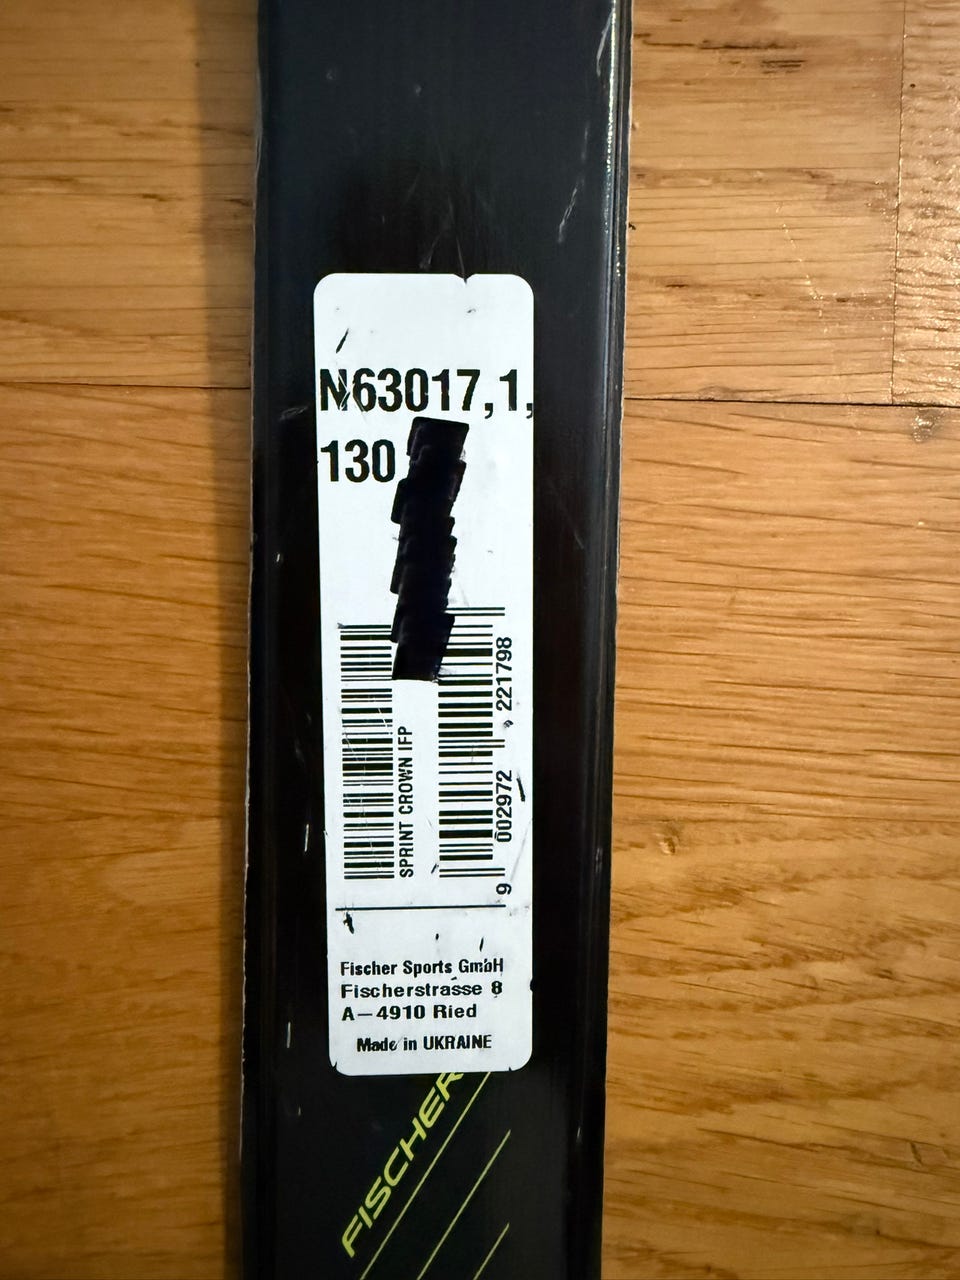 N63017,1,
130
SPRINT CROWN IFP
9 002972 221798
Fischer Sports GmbH
Fischerstrasse 8
A-4910 Ried
Made in UKRAINE
FISCHER